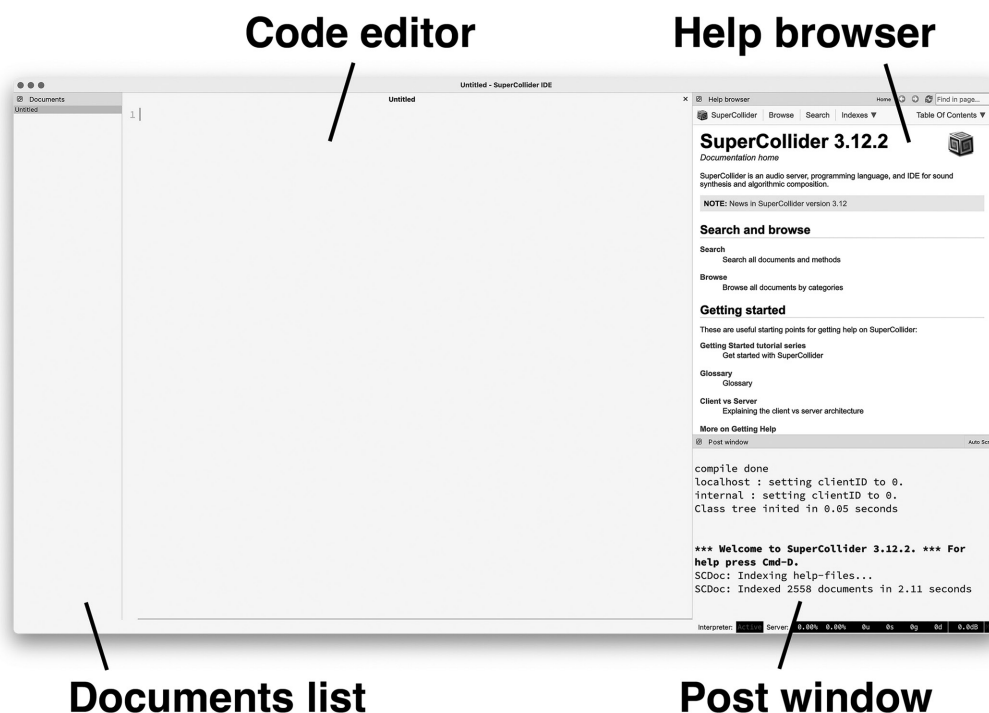 Code editor
Help browser
Untitled - SuperCollider IDE
Documents
Untitled
Untitled
1
Help browser
Home
Find in page...
SuperCollider Browse Search Indexes ▼ Table Of Contents ▼
SuperCollider 3.12.2
Documentation home
SuperCollider is an audio server, programming language, and IDE for sound
synthesis and algorithmic composition.
NOTE: News in SuperCollider version 3.12
Search and browse
Search
Search all documents and methods
Browse
Browse all documents by categories
Getting started
These are useful starting points for getting help on SuperCollider:
Getting Started tutorial series
Get started with SuperCollider
Glossary
Glossary
Client vs Server
Explaining the client vs server architecture
More on Getting Help
Post window
Auto Scr
compile done
localhost : setting clientID to 0.
internal : setting clientID to 0.
Class tree inited in 0.05 seconds
*** Welcome to SuperCollider 3.12.2. *** For
help press Cmd-D.
SCDoc: Indexing help-files...
SCDoc: Indexed 2558 documents in 2.11 seconds
Interpreter: Active Server: 0.00% 0.00% 0u 0s 0g 0d 0.0dB
Documents list
Post window